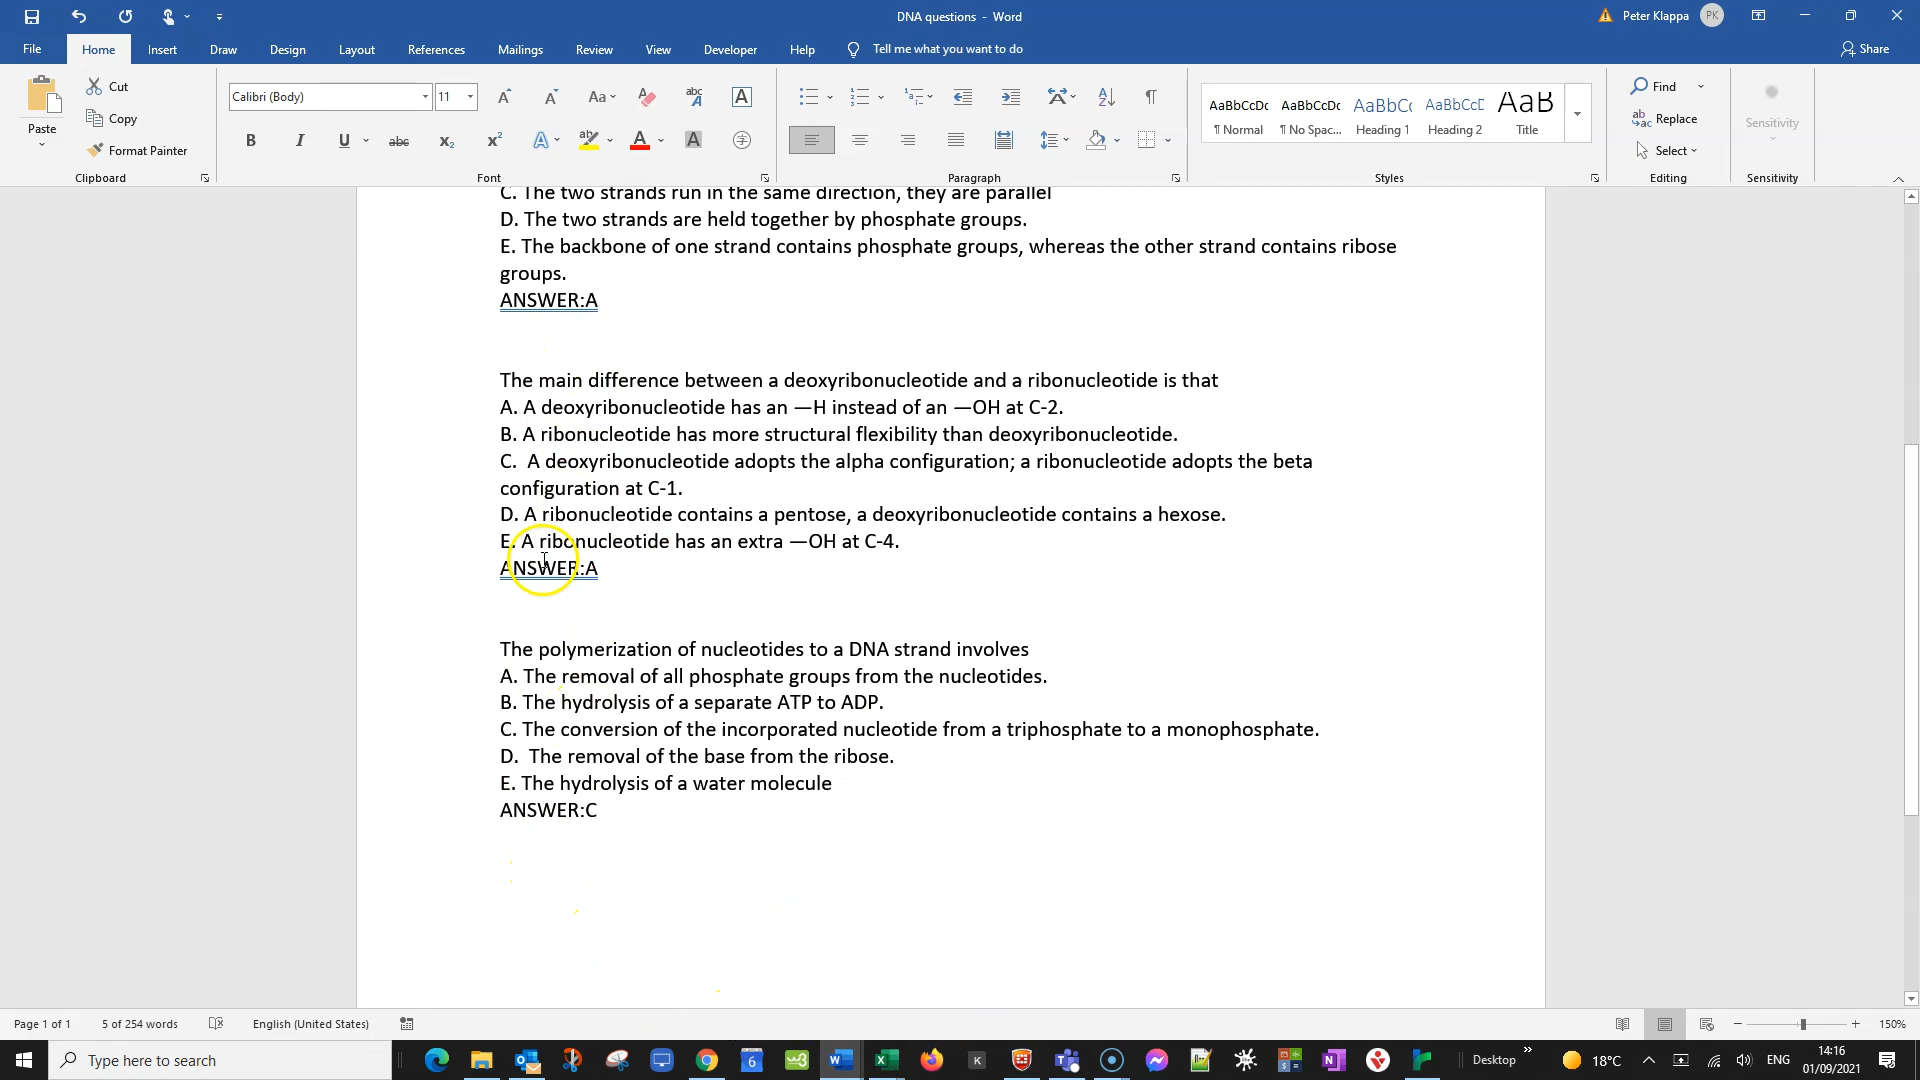 DNA questions - Word
Peter Klappa
PK
File
Home
Insert
Draw
Design
Layout
References
Mailings
Review
View
Developer
Help
Tell me what you want to do
Share
Paste
Cut
Copy
Format Painter
Clipboard
Calibri (Body)
11
Font
Paragraph
AaBbCcDc
AaBbCcDc
AaBbC
AaBbCcD
AaB
¶ Normal
¶ No Spac...
Heading 1
Heading 2
Title
Styles
Find
Replace
Select
Editing
Sensitivity
Sensitivity
C. The two strands run in the same direction, they are parallel
D. The two strands are held together by phosphate groups.
E. The backbone of one strand contains phosphate groups, whereas the other strand contains ribose
groups.
ANSWER:A
The main difference between a deoxyribonucleotide and a ribonucleotide is that
A. A deoxyribonucleotide has an —H instead of an —OH at C-2.
B. A ribonucleotide has more structural flexibility than deoxyribonucleotide.
C.  A deoxyribonucleotide adopts the alpha configuration; a ribonucleotide adopts the beta
configuration at C-1.
D. A ribonucleotide contains a pentose, a deoxyribonucleotide contains a hexose.
E. A ribonucleotide has an extra —OH at C-4.
ANSWER:A
The polymerization of nucleotides to a DNA strand involves
A. The removal of all phosphate groups from the nucleotides.
B. The hydrolysis of a separate ATP to ADP.
C. The conversion of the incorporated nucleotide from a triphosphate to a monophosphate.
D.  The removal of the base from the ribose.
E. The hydrolysis of a water molecule
ANSWER:C
Page 1 of 1
5 of 254 words
English (United States)
150%
Type here to search
Desktop
18°C
ENG
14:16
01/09/2021